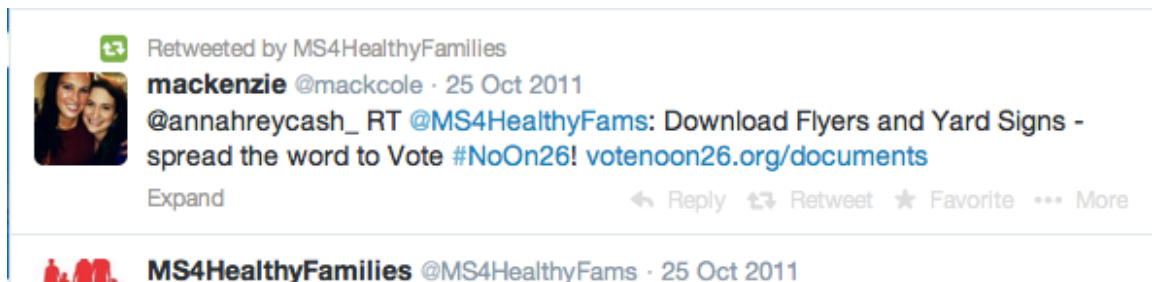 Retweeted by MS4HealthyFamilies
mackenzie @mackcole · 25 Oct 2011
@annahreycash_ RT @MS4HealthyFams: Download Flyers and Yard Signs -
spread the word to Vote #NoOn26! votenoon26.org/documents
Expand Reply Retweet Favorite More
MS4HealthyFamilies @MS4HealthyFams · 25 Oct 2011